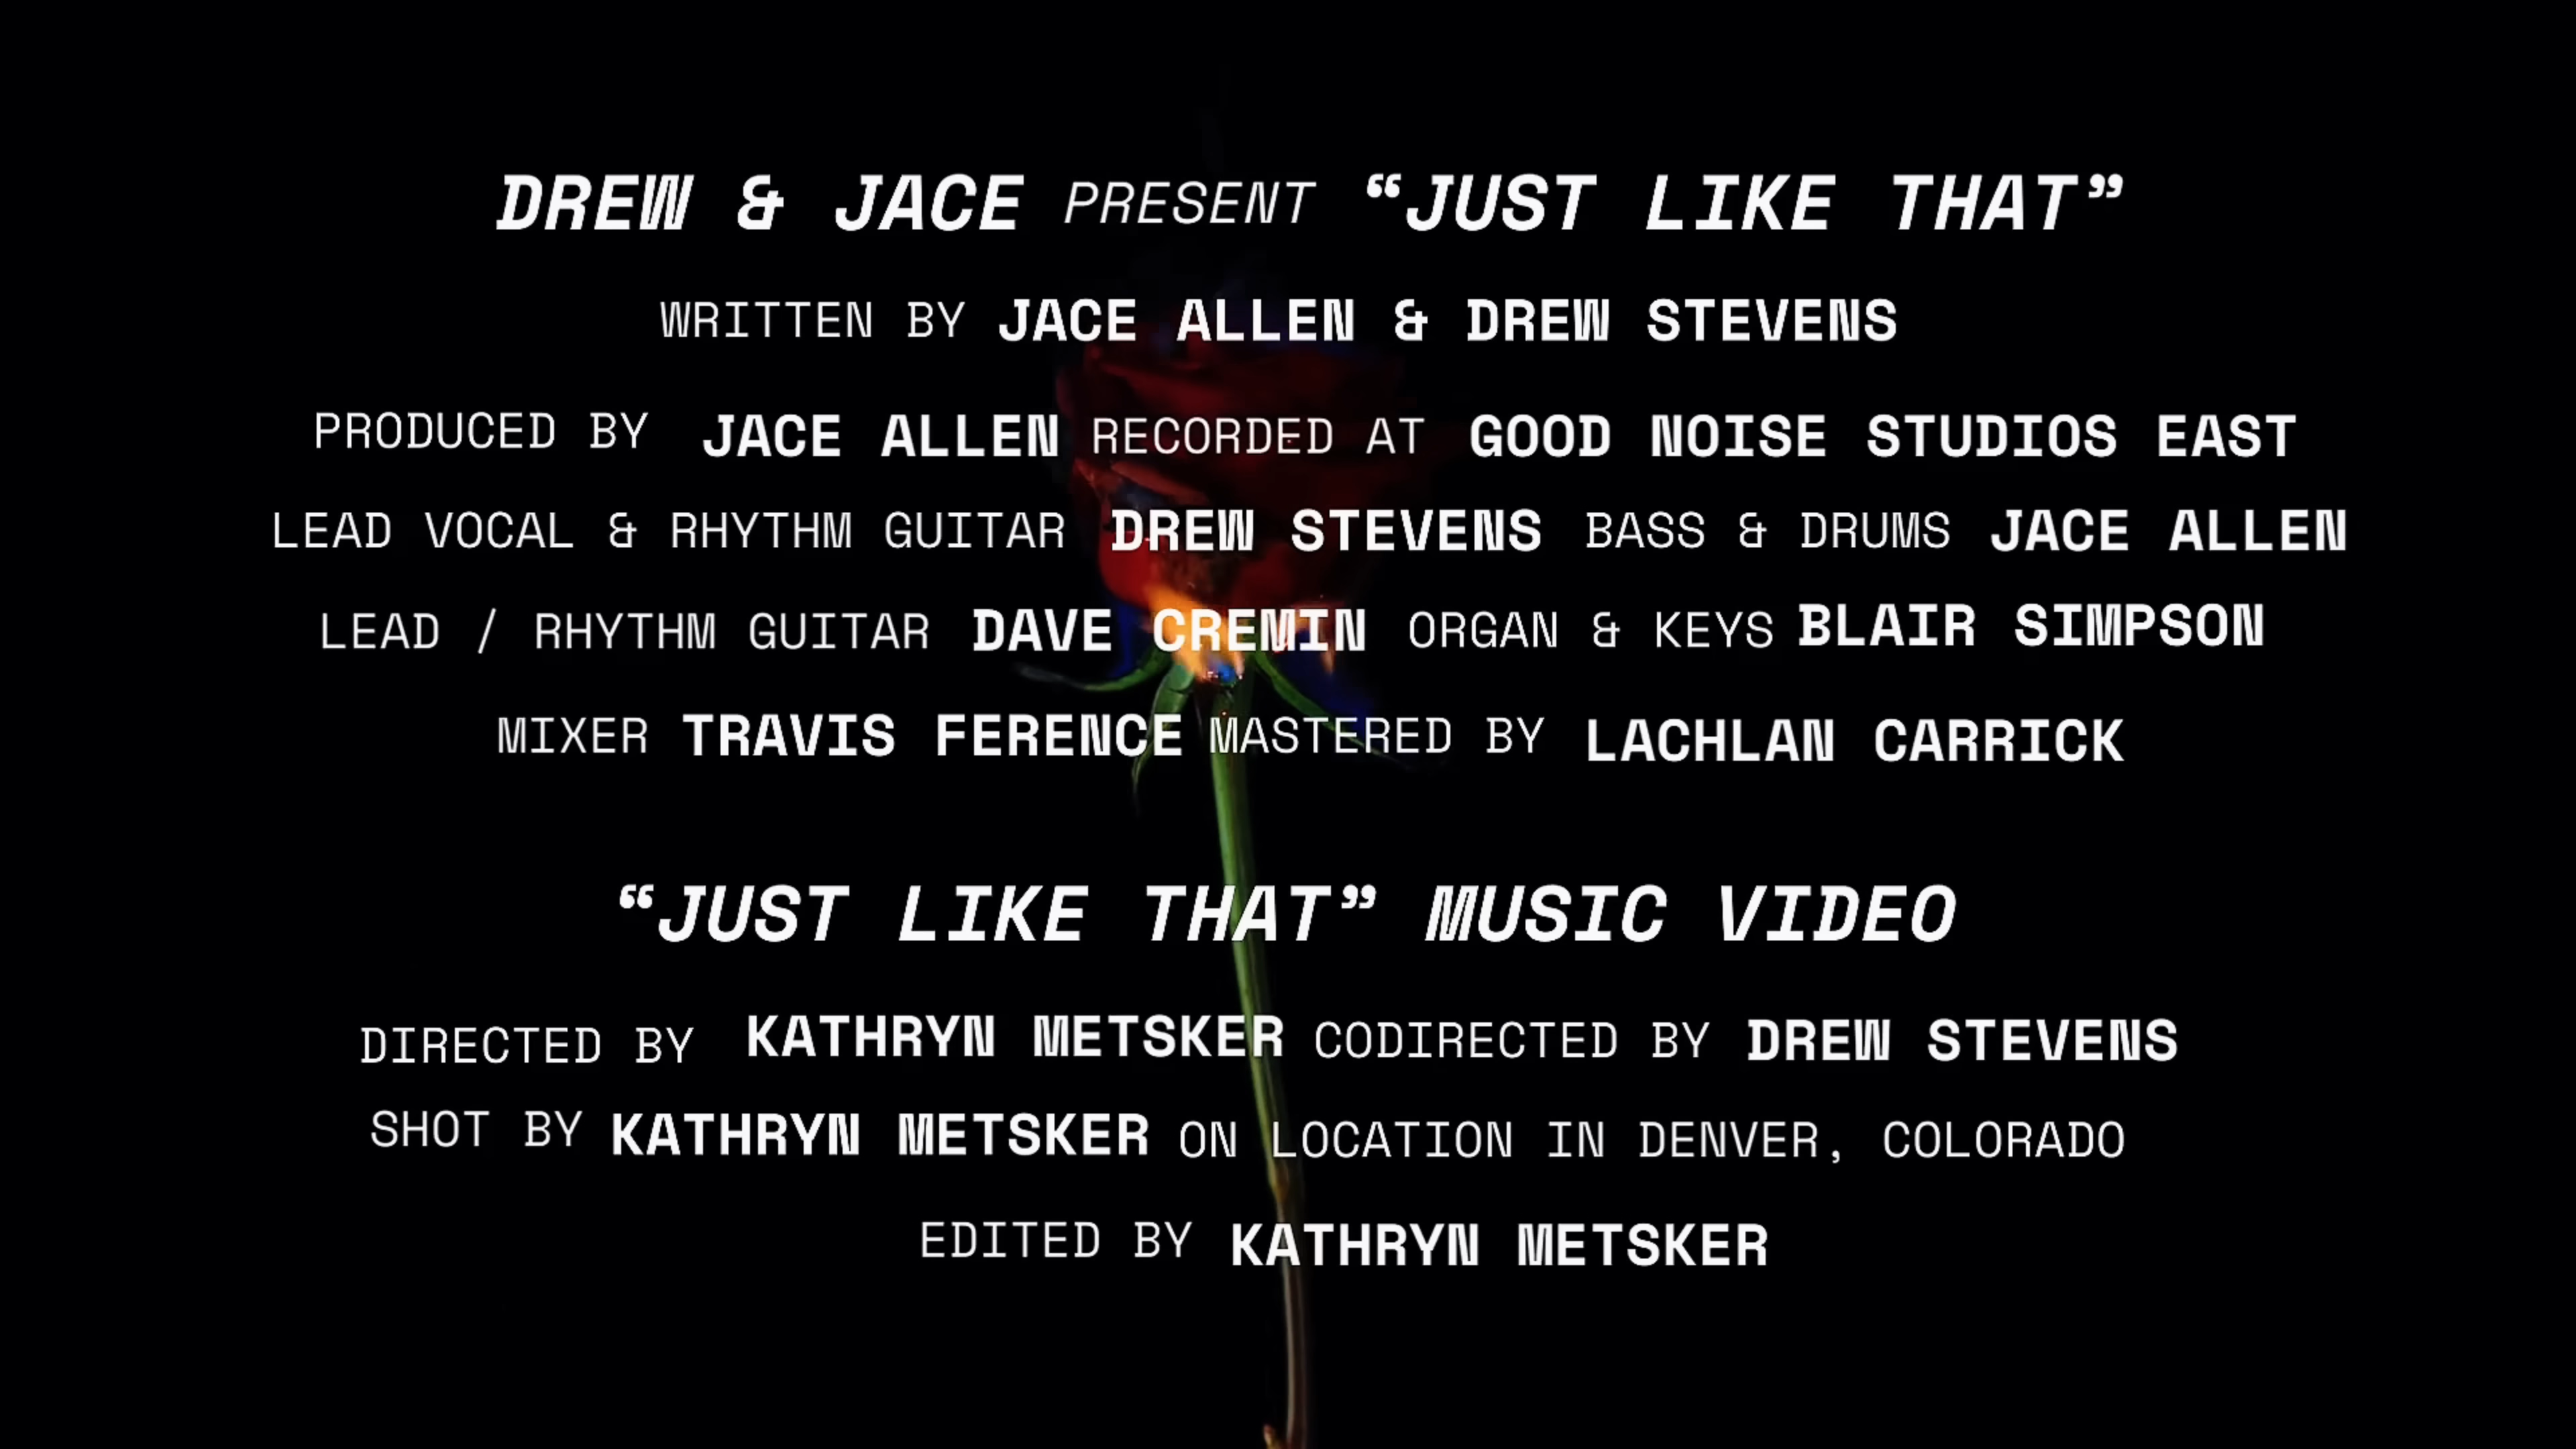 DREW & JACE PRESENT “JUST LIKE THAT”
WRITTEN BY JACE ALLEN & DREW STEVENS
PRODUCED BY JACE ALLEN RECORDED AT GOOD NOISE STUDIOS EAST
LEAD VOCAL & RHYTHM GUITAR DREW STEVENS BASS & DRUMS JACE ALLEN
LEAD / RHYTHM GUITAR DAVE CREMIN ORGAN & KEYS BLAIR SIMPSON
MIXER TRAVIS FERENCE MASTERED BY LACHLAN CARRICK
“JUST LIKE THAT” MUSIC VIDEO
DIRECTED BY KATHRYN METSKER CODIRECTED BY DREW STEVENS
SHOT BY KATHRYN METSKER ON LOCATION IN DENVER, COLORADO
EDITED BY KATHRYN METSKER